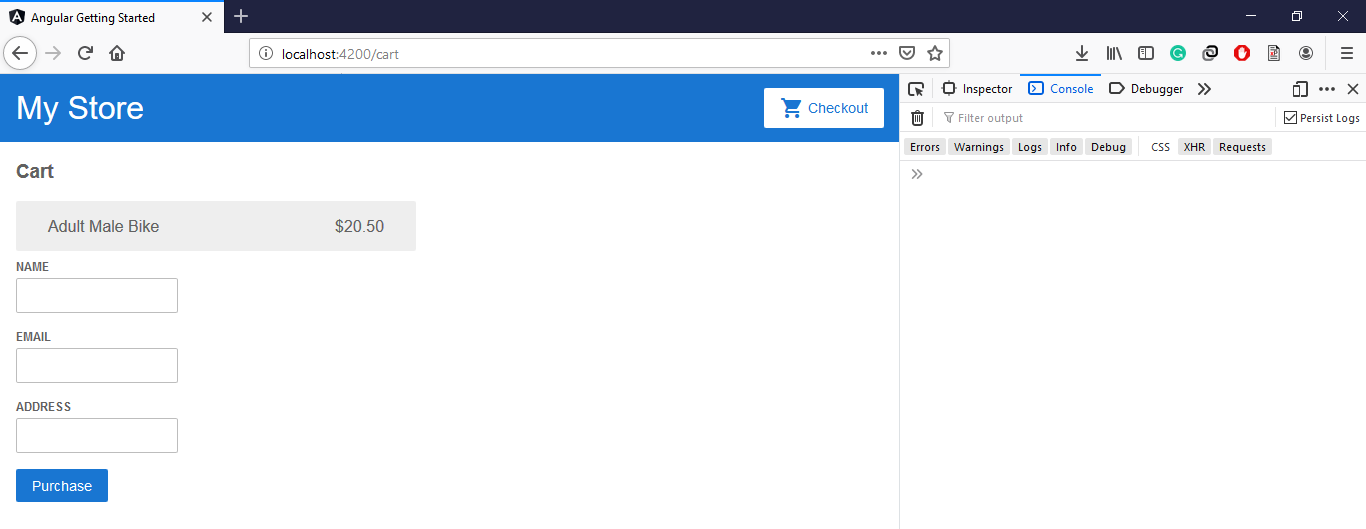 Angular Getting Started
localhost:4200/cart
My Store
Checkout
Cart
Adult Male Bike $20.50
NAME
EMAIL
ADDRESS
Purchase
Inspector Console Debugger
Filter output Persist Logs
Errors Warnings Logs Info Debug CSS XHR Requests